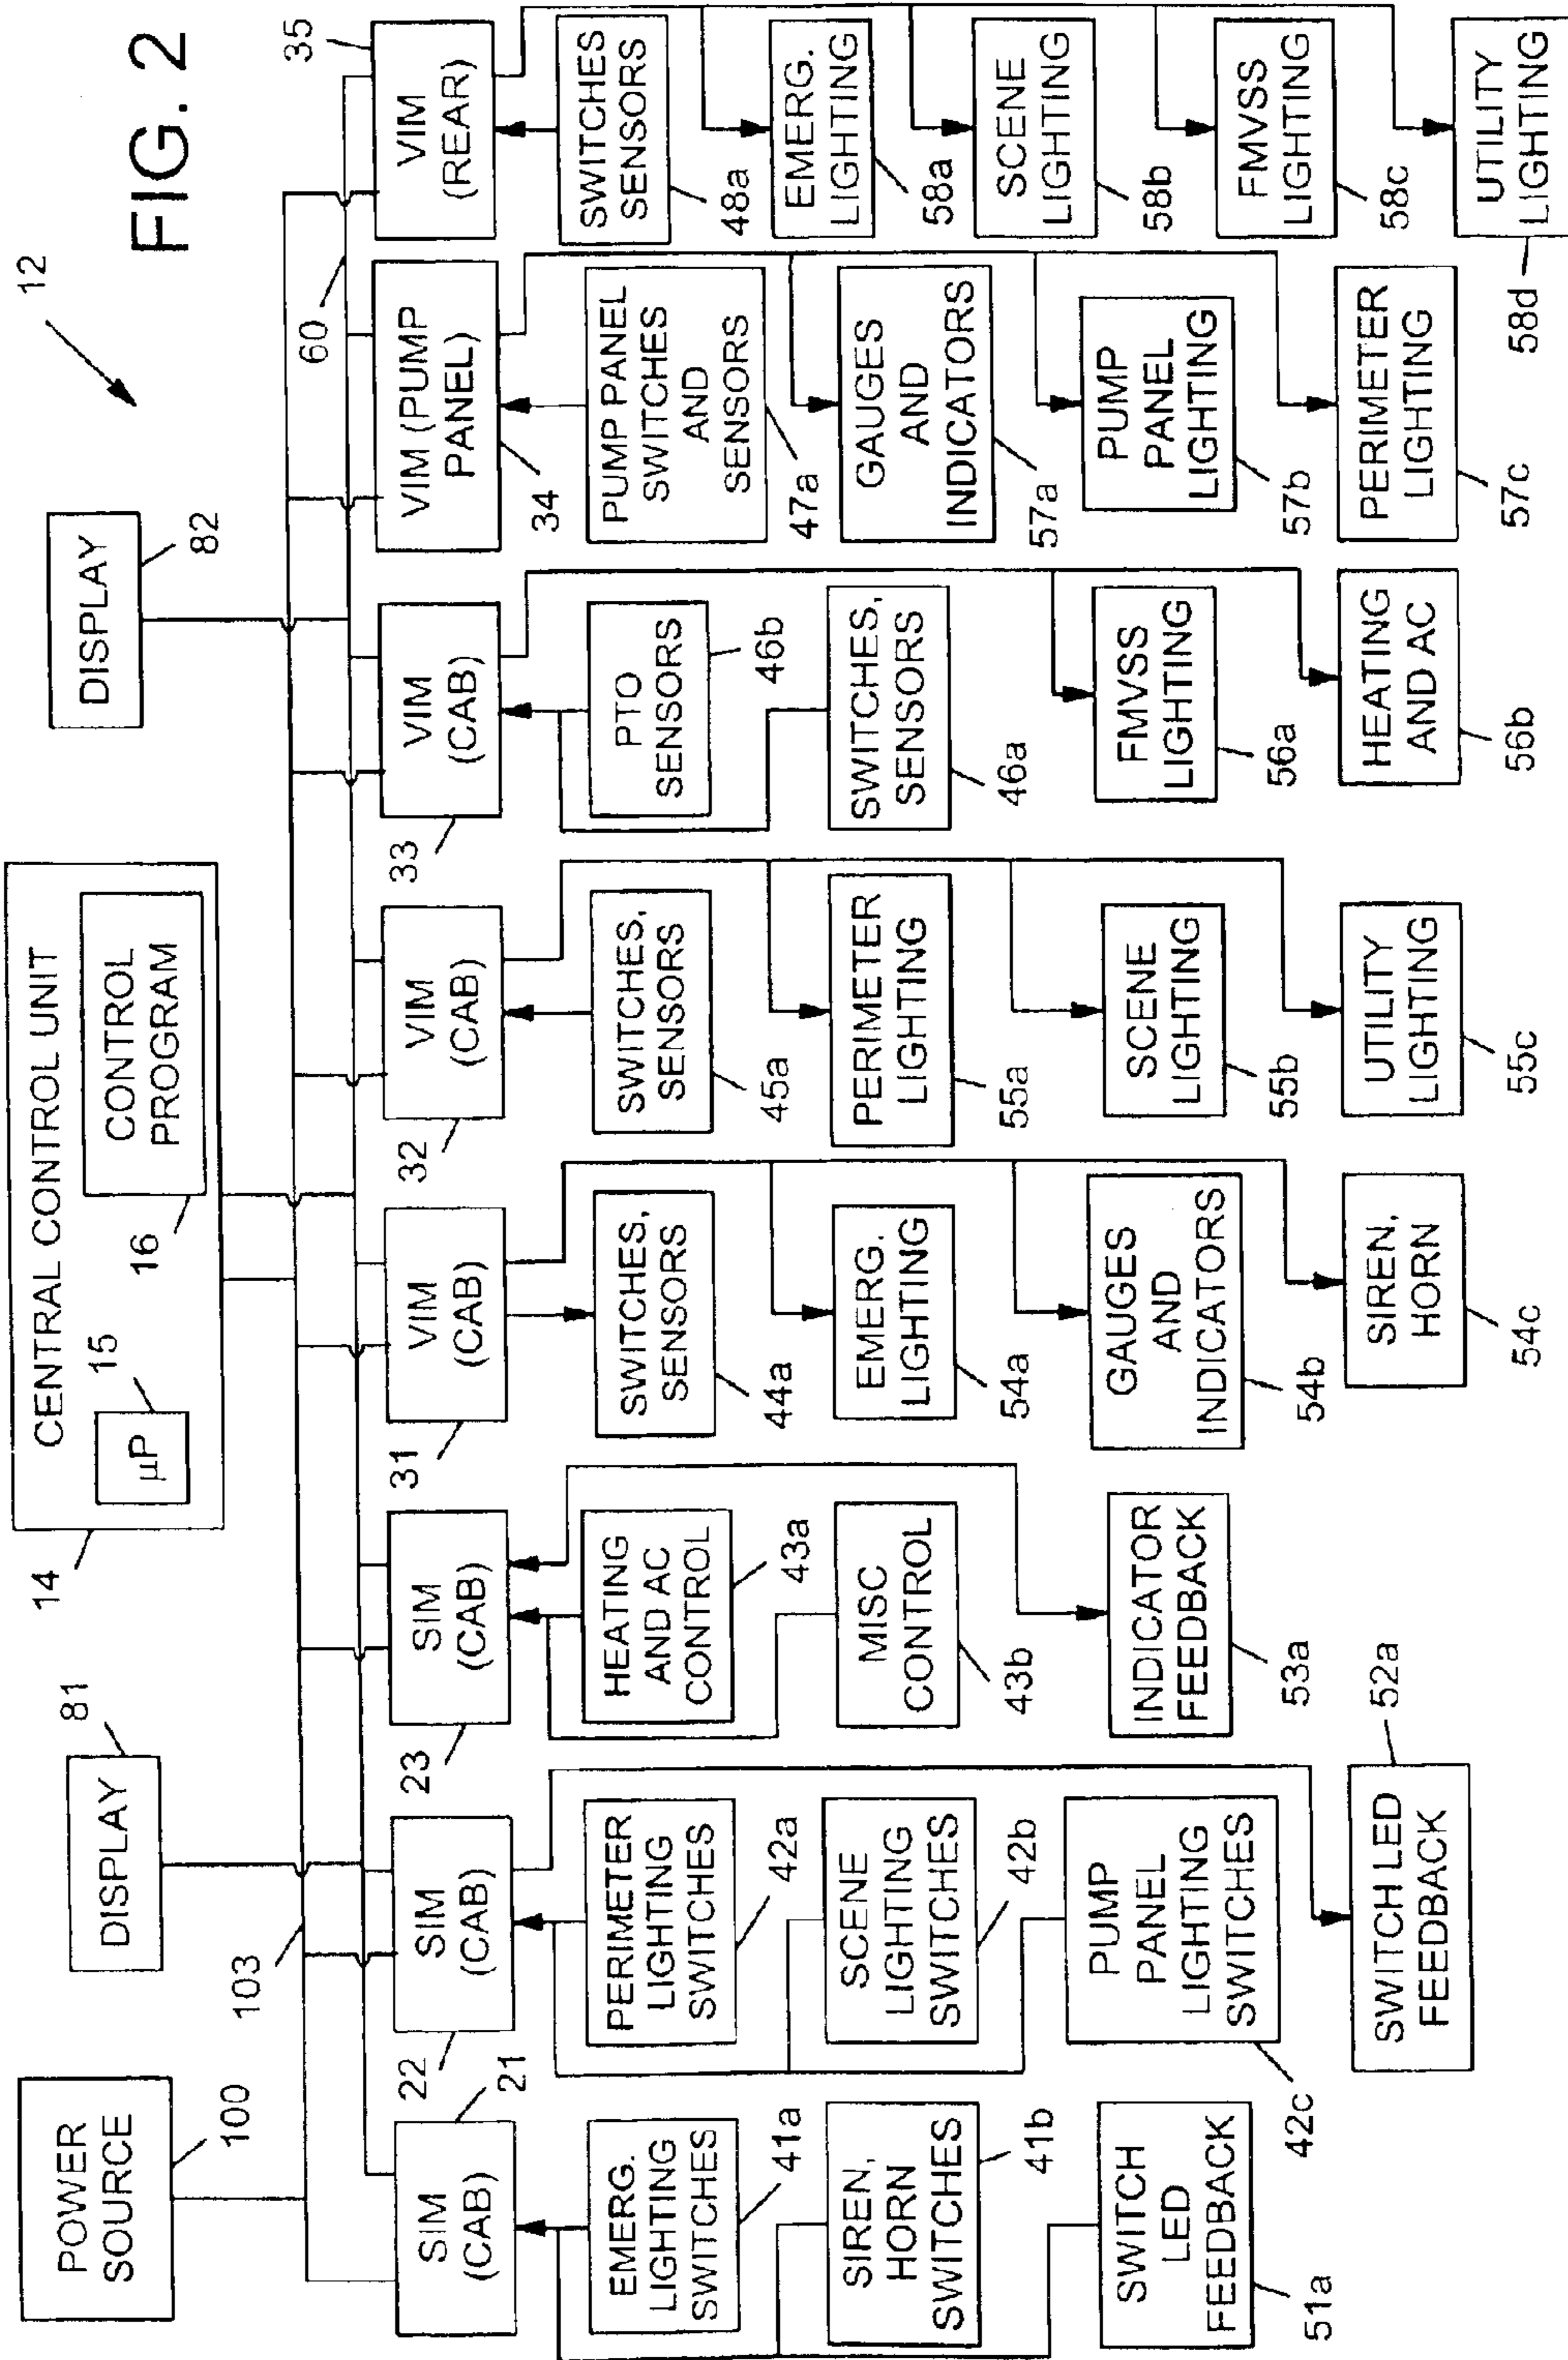 FIG. 2
12
POWER
SOURCE
100
DISPLAY
81
103
14
CENTRAL CONTROL UNIT
µP
15
CONTROL
PROGRAM
16
DISPLAY
82
60
SIM
(CAB)
21
EMERG.
LIGHTING
SWITCHES
41a
SIREN,
HORN
SWITCHES
41b
SWITCH
LED
FEEDBACK
51a
SIM
(CAB)
22
PERIMETER
LIGHTING
SWITCHES
42a
SCENE
LIGHTING
SWITCHES
42b
PUMP
PANEL
LIGHTING
SWITCHES
42c
SWITCH LED
FEEDBACK
52a
SIM
(CAB)
23
HEATING
AND AC
CONTROL
43a
MISC
CONTROL
43b
INDICATOR
FEEDBACK
53a
VIM
(CAB)
31
SWITCHES,
SENSORS
44a
EMERG.
LIGHTING
54a
GAUGES
AND
INDICATORS
54b
SIREN,
HORN
54c
VIM
(CAB)
32
SWITCHES,
SENSORS
45a
PERIMETER
LIGHTING
55a
SCENE
LIGHTING
55b
UTILITY
LIGHTING
55c
VIM
(CAB)
33
PTO
SENSORS
46b
SWITCHES,
SENSORS
46a
FMVSS
LIGHTING
56a
HEATING
AND AC
56b
VIM (PUMP
PANEL)
34
PUMP PANEL
SWITCHES
AND
SENSORS
47a
GAUGES
AND
INDICATORS
57a
PUMP
PANEL
LIGHTING
57b
PERIMETER
LIGHTING
57c
VIM
(REAR)
35
SWITCHES
SENSORS
48a
EMERG.
LIGHTING
58a
SCENE
LIGHTING
58b
FMVSS
LIGHTING
58c
UTILITY
LIGHTING
58d